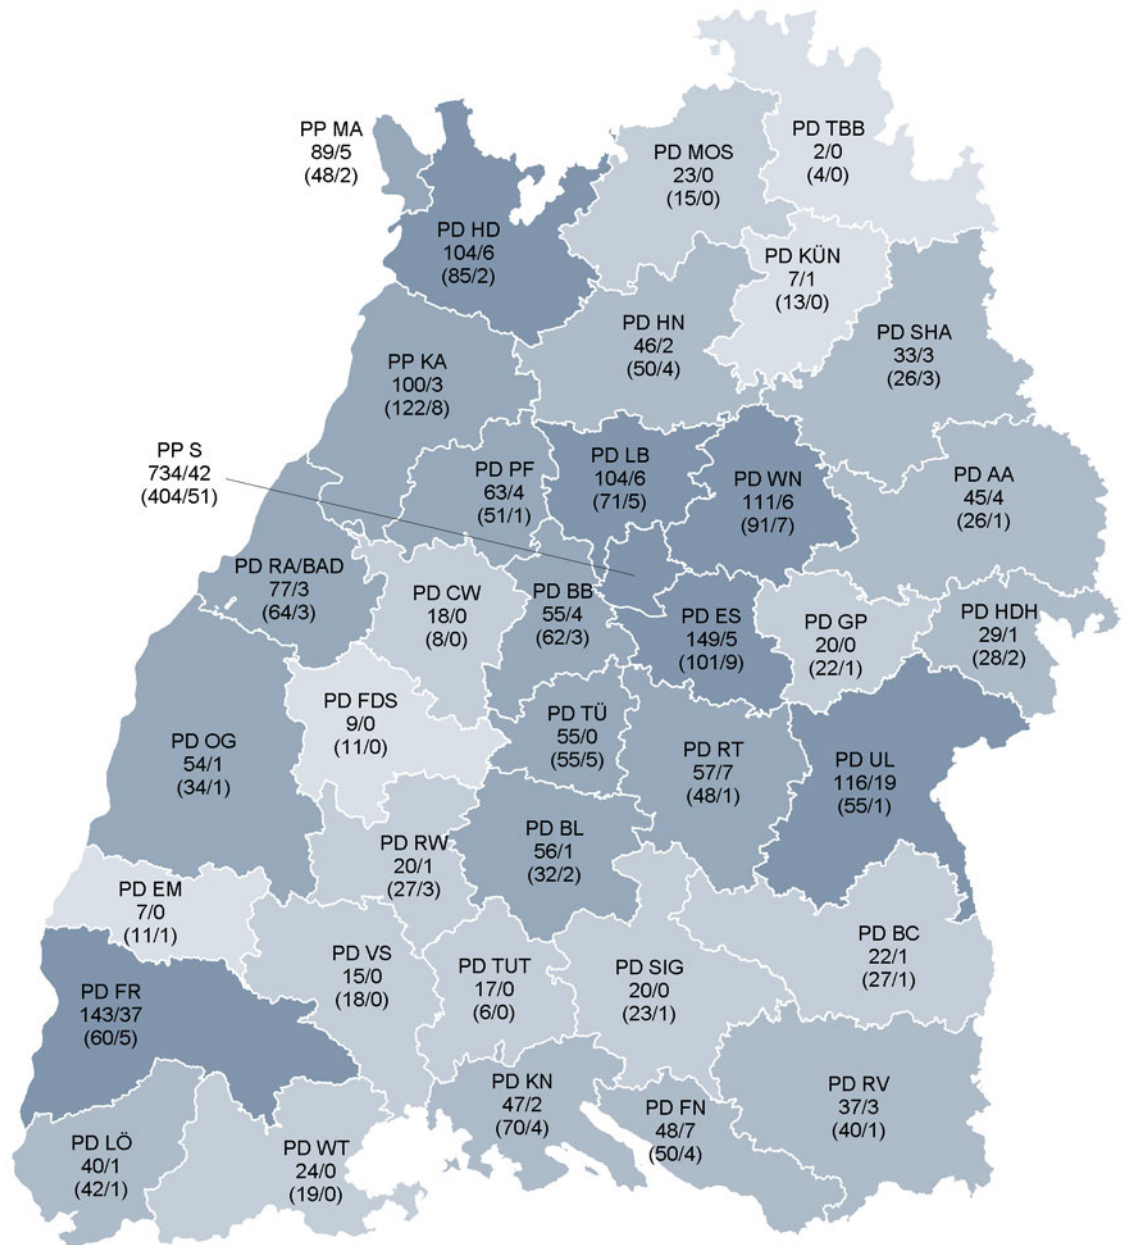 PD TBB
2/0
(4/0)
PP MA
89/5
(48/2)
PD MOS
23/0
(15/0)
PD HD
104/6
(85/2)
PD KÜN
7/1
(13/0)
PD HN
46/2
(50/4)
PD SHA
33/3
(26/3)
PP KA
100/3
(122/8)
PP S
734/42
(404/51)
PD PF
63/4
(51/1)
PD LB
104/6
(71/5)
PD WN
111/6
(91/7)
PD AA
45/4
(26/1)
PD RA/BAD
77/3
(64/3)
PD CW
18/0
(8/0)
PD BB
55/4
(62/3)
PD ES
149/5
(101/9)
PD GP
20/0
(22/1)
PD HDH
29/1
(28/2)
PD FDS
9/0
(11/0)
PD TÜ
55/0
(55/5)
PD OG
54/1
(34/1)
PD RT
57/7
(48/1)
PD UL
116/19
(55/1)
PD RW
20/1
(27/3)
PD BL
56/1
(32/2)
PD EM
7/0
(11/1)
PD BC
22/1
(27/1)
PD VS
15/0
(18/0)
PD TUT
17/0
(6/0)
PD SIG
20/0
(23/1)
PD FR
143/37
(60/5)
PD KN
47/2
(70/4)
PD RV
37/3
(40/1)
PD FN
48/7
(50/4)
PD LÖ
40/1
(42/1)
PD WT
24/0
(19/0)